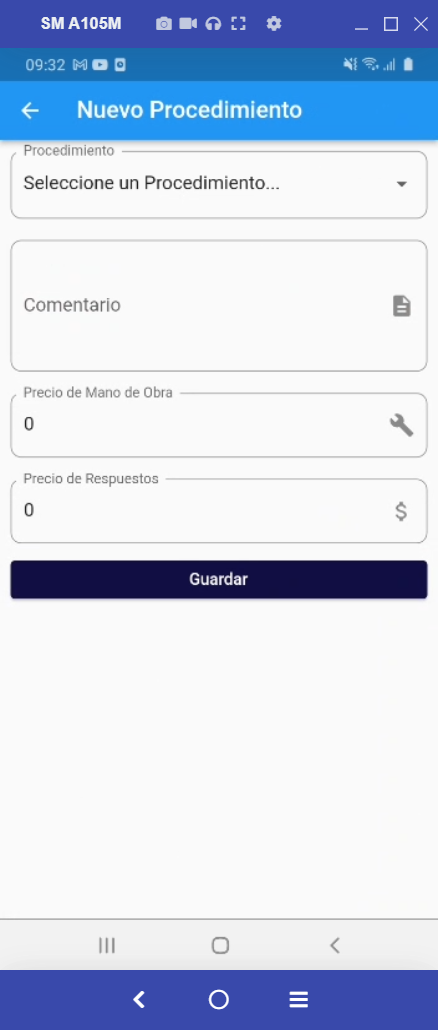 SM A105M
09:32
Nuevo Procedimiento
Procedimiento
Seleccione un Procedimiento...
Comentario
Precio de Mano de Obra
0
Precio de Respuestos
0
$
Guardar